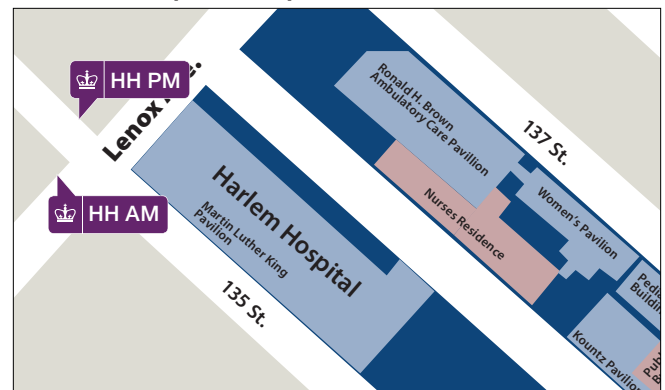 HH PM
Lenox
HH AM
Harlem Hospital
Martin Luther King
Pavilion
135 St.
Ronald H. Brown
Ambulatory Care Pavilion
137 St.
Nurses Residence
Women's Pavilion
Kountz Pavilion